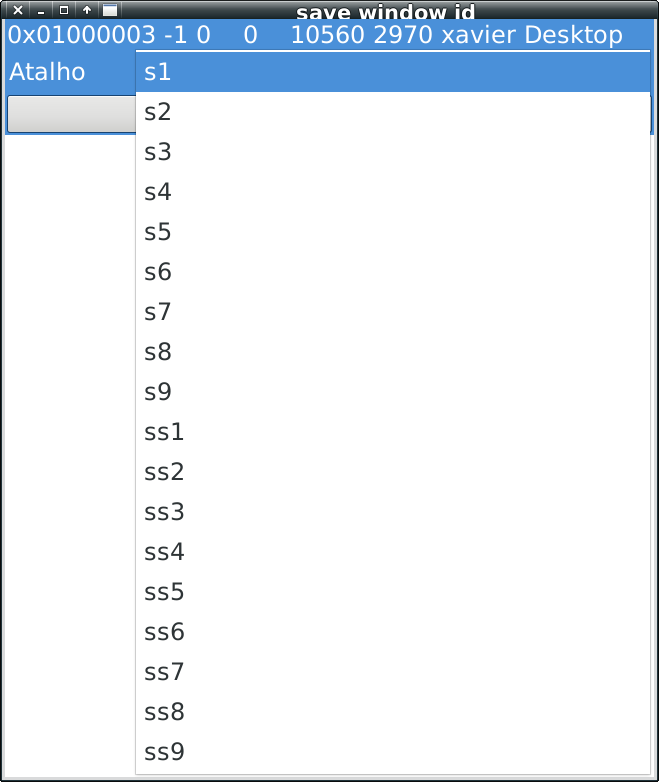 save window id
0x01000003 -1 0    0    10560 2970 xavier Desktop
Atalho s1
s2
s3
s4
s5
s6
s7
s8
s9
ss1
ss2
ss3
ss4
ss5
ss6
ss7
ss8
ss9